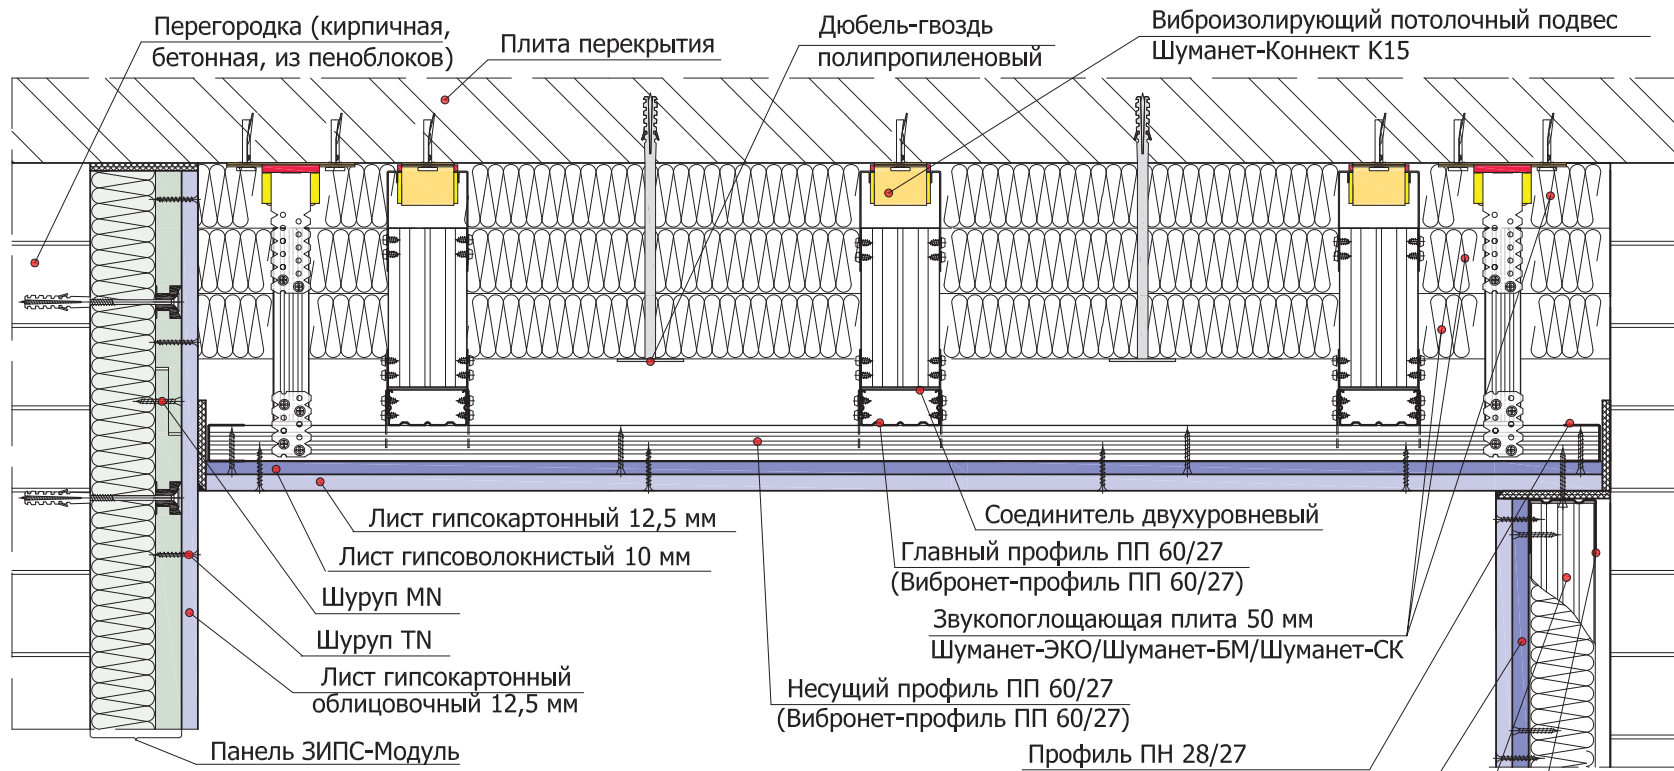 Перегородка (кирпичная,
бетонная, из пеноблоков)
Плита перекрытия
Дюбель-гвоздь
полипропиленовый
Виброизолирующий потолочный подвес
Шуманет-Коннект К15
Лист гипсокартонный 12,5 мм
Лист гипсоволокнистый 10 мм
Шуруп MN
Шуруп TN
Лист гипсокартонный
облицовочный 12,5 мм
Панель ЗИПС-Модуль
Соединитель двухуровневый
Главный профиль ПП 60/27
(Вибронет-профиль ПП 60/27)
Звукопоглощающая плита 50 мм
Шуманет-ЭКО/Шуманет-БМ/Шуманет-СК
Несущий профиль ПП 60/27
(Вибронет-профиль ПП 60/27)
Профиль ПН 28/27